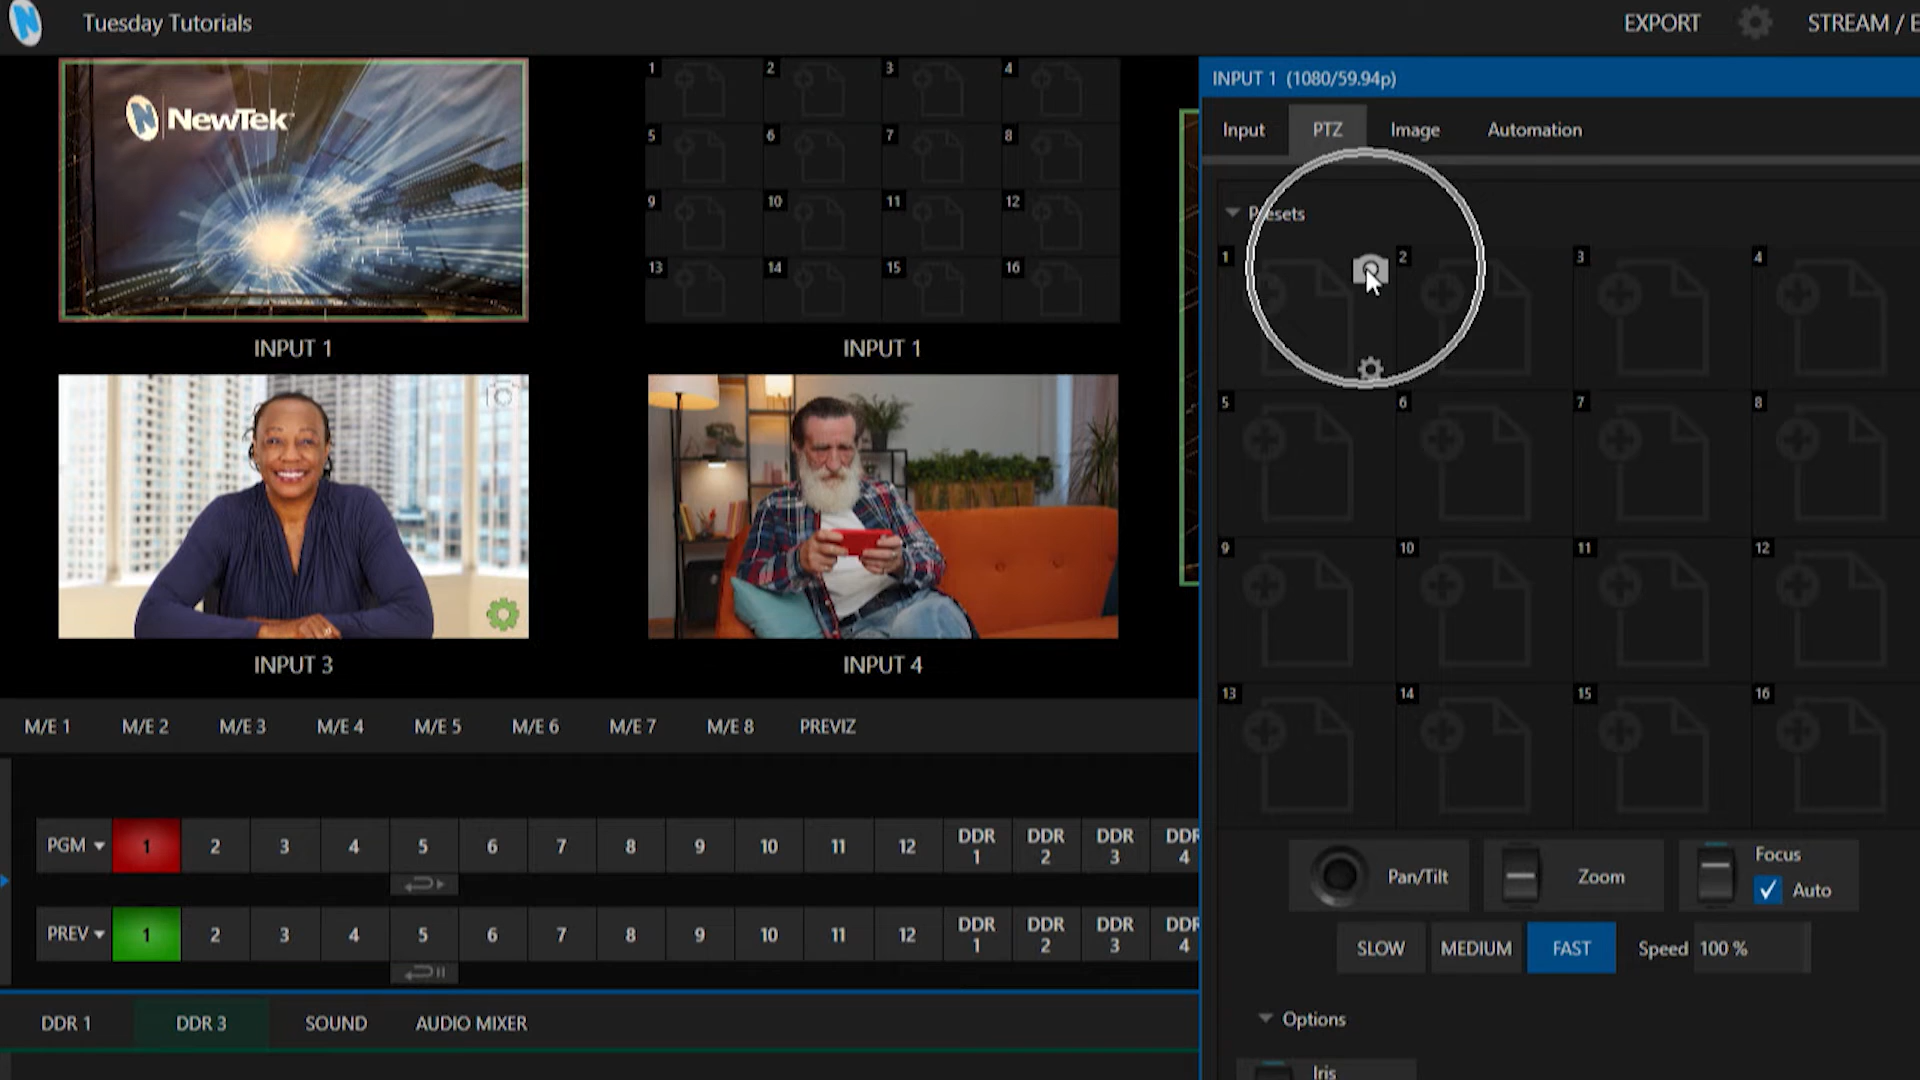 Tuesday Tutorials
EXPORT
STREAM / E
NewTek
INPUT 1
1 2 3 4
5 6 7 8
9 10 11 12
13 14 15 16
INPUT 1
INPUT 3
INPUT 4
INPUT 1 (1080/59.94p)
Input PTZ Image Automation
Presets
1 2 3 4
5 6 7 8
9 10 11 12
13 14 15 16
Pan/Tilt
Zoom
Focus
Auto
SLOW MEDIUM FAST Speed 100 %
Options
Iris
M/E 1 M/E 2 M/E 3 M/E 4 M/E 5 M/E 6 M/E 7 M/E 8 PREVIZ
PGM 1 2 3 4 5 6 7 8 9 10 11 12 DDR 1 DDR 2 DDR 3 DDR 4
PREV 1 2 3 4 5 6 7 8 9 10 11 12 DDR 1 DDR 2 DDR 3 DDR 4
DDR 1 DDR 3 SOUND AUDIO MIXER